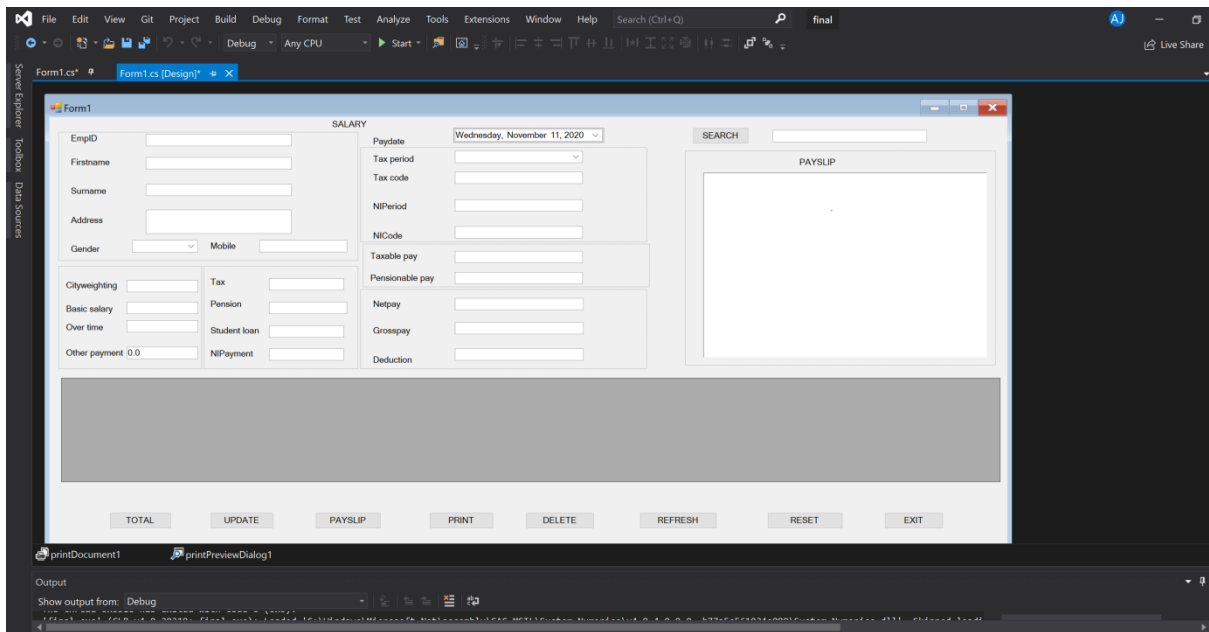 File Edit View Git Project Build Debug Format Test Analyze Tools Extensions Window Help Search (Ctrl+Q) final AJ
Debug Any CPU Start Live Share
Server Explorer
Toolbox
Data Sources
Form1.cs* Form1.cs [Design]*
Form1
SALARY
EmpID
Firstname
Surname
Address
Gender Mobile
Paydate Wednesday, November 11, 2020
Tax period
Tax code
NIPeriod
NICode
Taxable pay
Pensionable pay
Netpay
Grosspay
Deduction
Cityweighting
Basic salary
Over time
Other payment 0.0
Tax
Pension
Student loan
NIPayment
SEARCH
PAYSLIP
TOTAL UPDATE PAYSLIP PRINT DELETE REFRESH RESET EXIT
printDocument1 printPreviewDialog1
Output
Show output from: Debug